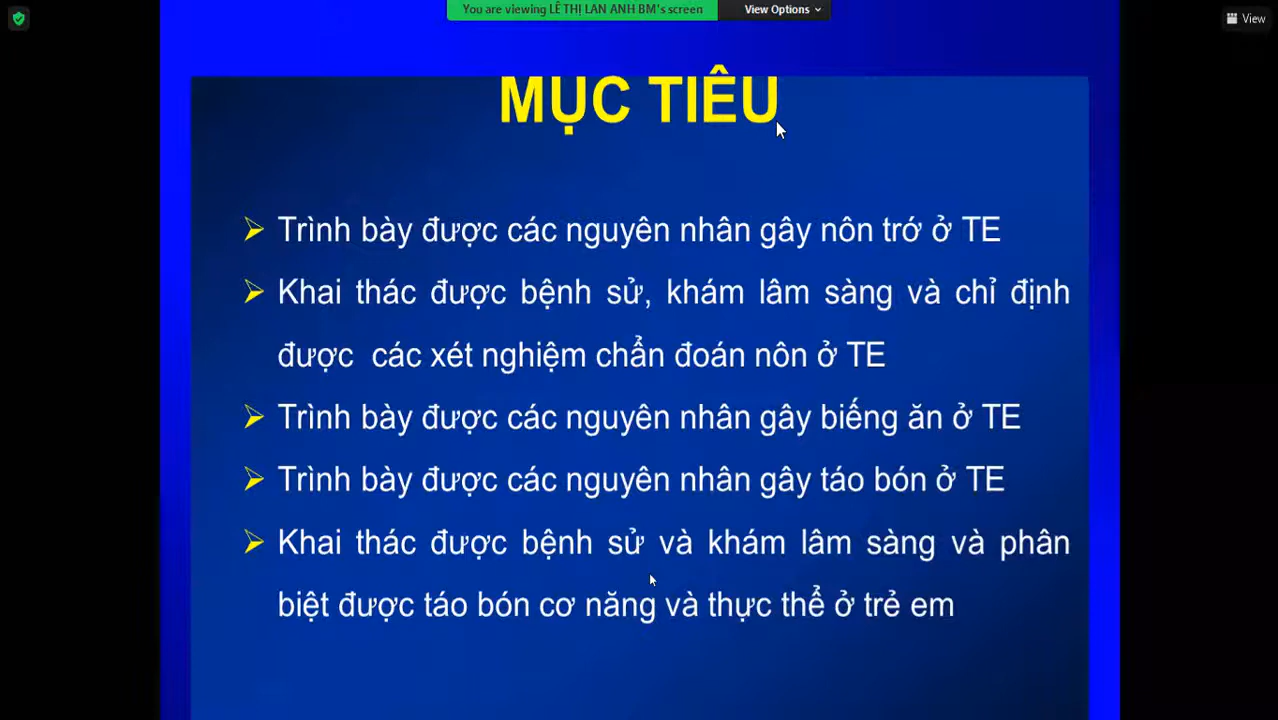 You are viewing LÊ THỊ LAN ANH BM's screen
View Options
View
MỤC TIÊU
Trình bày được các nguyên nhân gây nôn trớ ở TE
Khai thác được bệnh sử, khám lâm sàng và chỉ định
được các xét nghiệm chẩn đoán nôn ở TE
Trình bày được các nguyên nhân gây biếng ăn ở TE
Trình bày được các nguyên nhân gây táo bón ở TE
Khai thác được bệnh sử và khám lâm sàng và phân
biệt được táo bón cơ năng và thực thể ở trẻ em